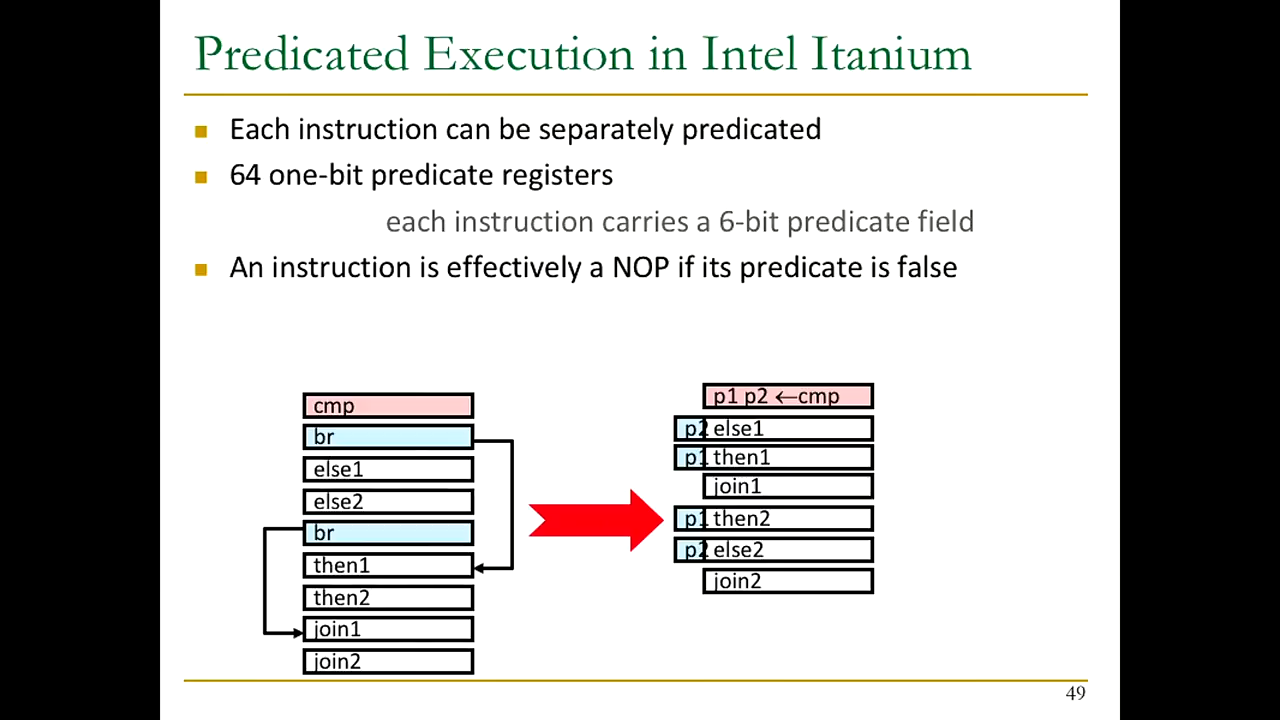 Predicated Execution in Intel Itanium
Each instruction can be separately predicated
64 one-bit predicate registers
each instruction carries a 6-bit predicate field
An instruction is effectively a NOP if its predicate is false
cmp
br
else1
else2
br
then1
then2
join1
join2
p1 p2 ←cmp
p2 else1
p1 then1
join1
p1 then2
p2 else2
join2
49